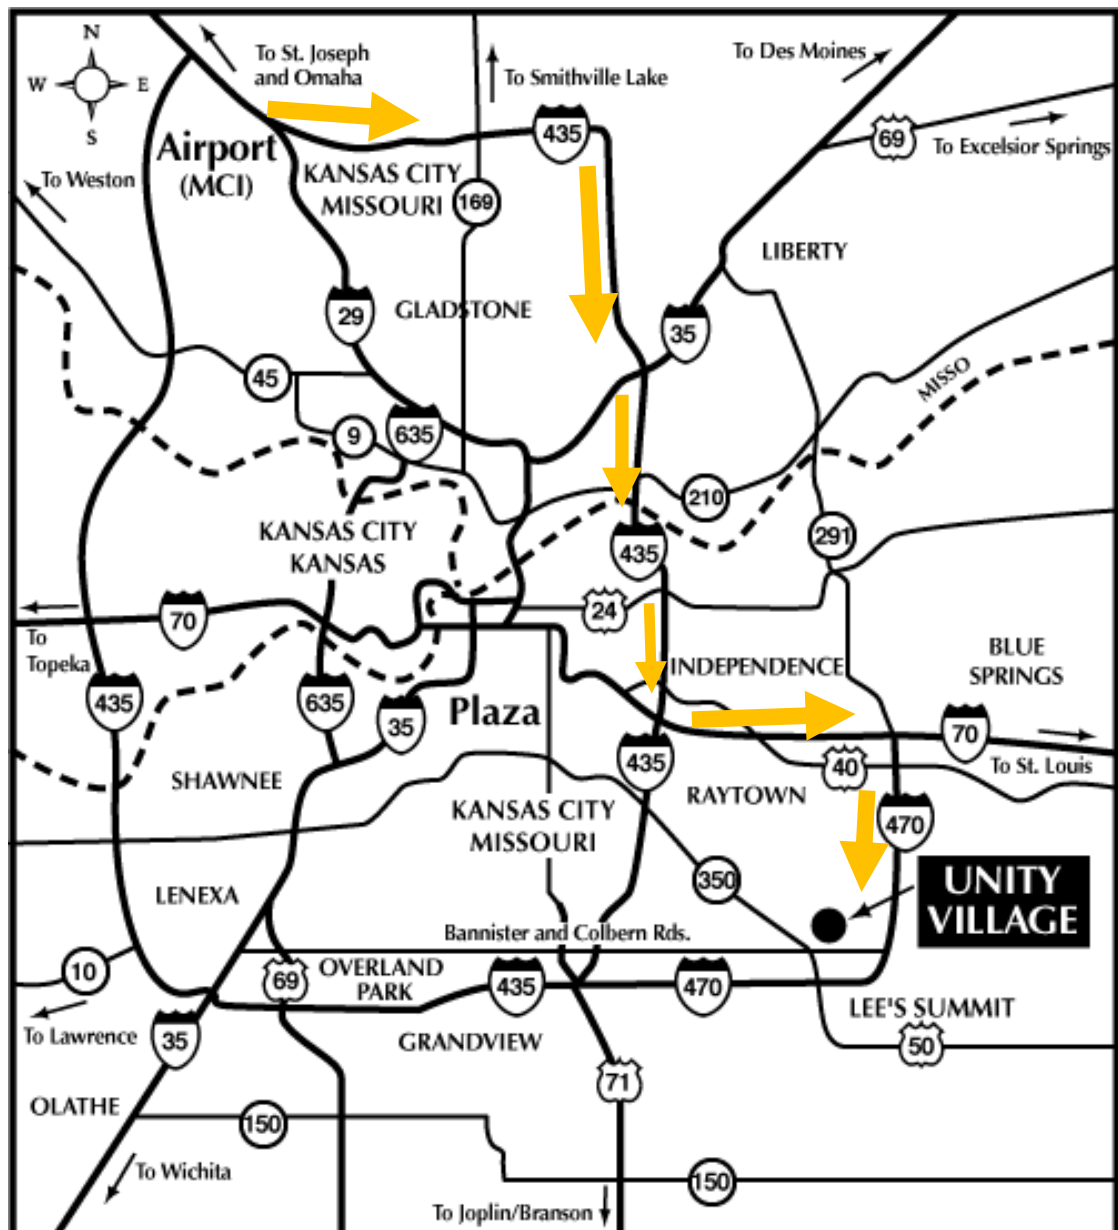 N
W
E
S
To St. Joseph
and Omaha
To Smithville Lake
To Des Moines
69
To Excelsior Springs
435
Airport
(MCI)
To Weston
KANSAS CITY
MISSOURI
169
LIBERTY
29
GLADSTONE
35
45
MISSO
9
635
210
291
KANSAS CITY
KANSAS
435
24
70
To
Topeka
INDEPENDENCE
BLUE
SPRINGS
435
635
35
Plaza
70
To St. Louis
435
40
SHAWNEE
RAYTOWN
KANSAS CITY
MISSOURI
470
350
UNITY
VILLAGE
LENEXA
Bannister and Colbern Rds.
10
69
OVERLAND
PARK
435
470
LEE'S SUMMIT
To Lawrence
35
GRANDVIEW
50
71
OLATHE
150
To Wichita
150
To Joplin/Branson